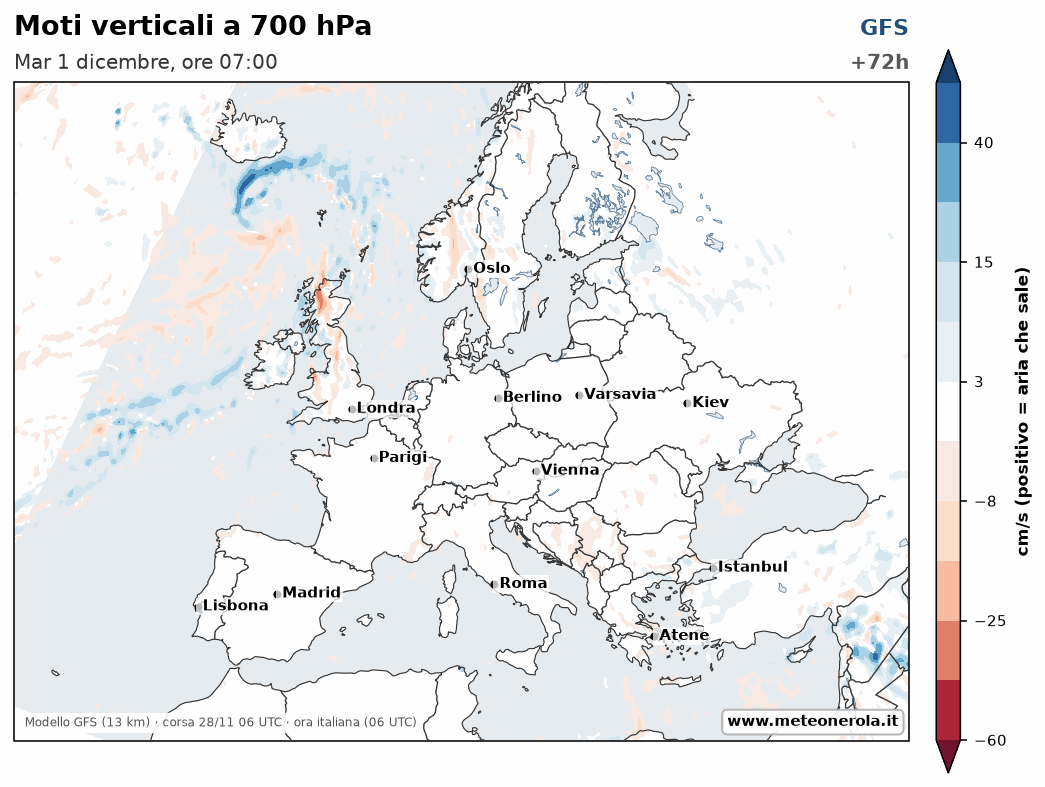 Moti verticali a 700 hPa
GFS
Mar 1 dicembre, ore 07:00
+72h
Oslo
Londra
Berlino
Varsavia
Kiev
Parigi
Vienna
Istanbul
Madrid
Lisbona
Roma
Atene
40
15
3
−8
−25
−60
cm/s (positivo = aria che sale)
Modello GFS (13 km) · corsa 28/11 06 UTC · ora italiana (06 UTC)
www.meteonerola.it